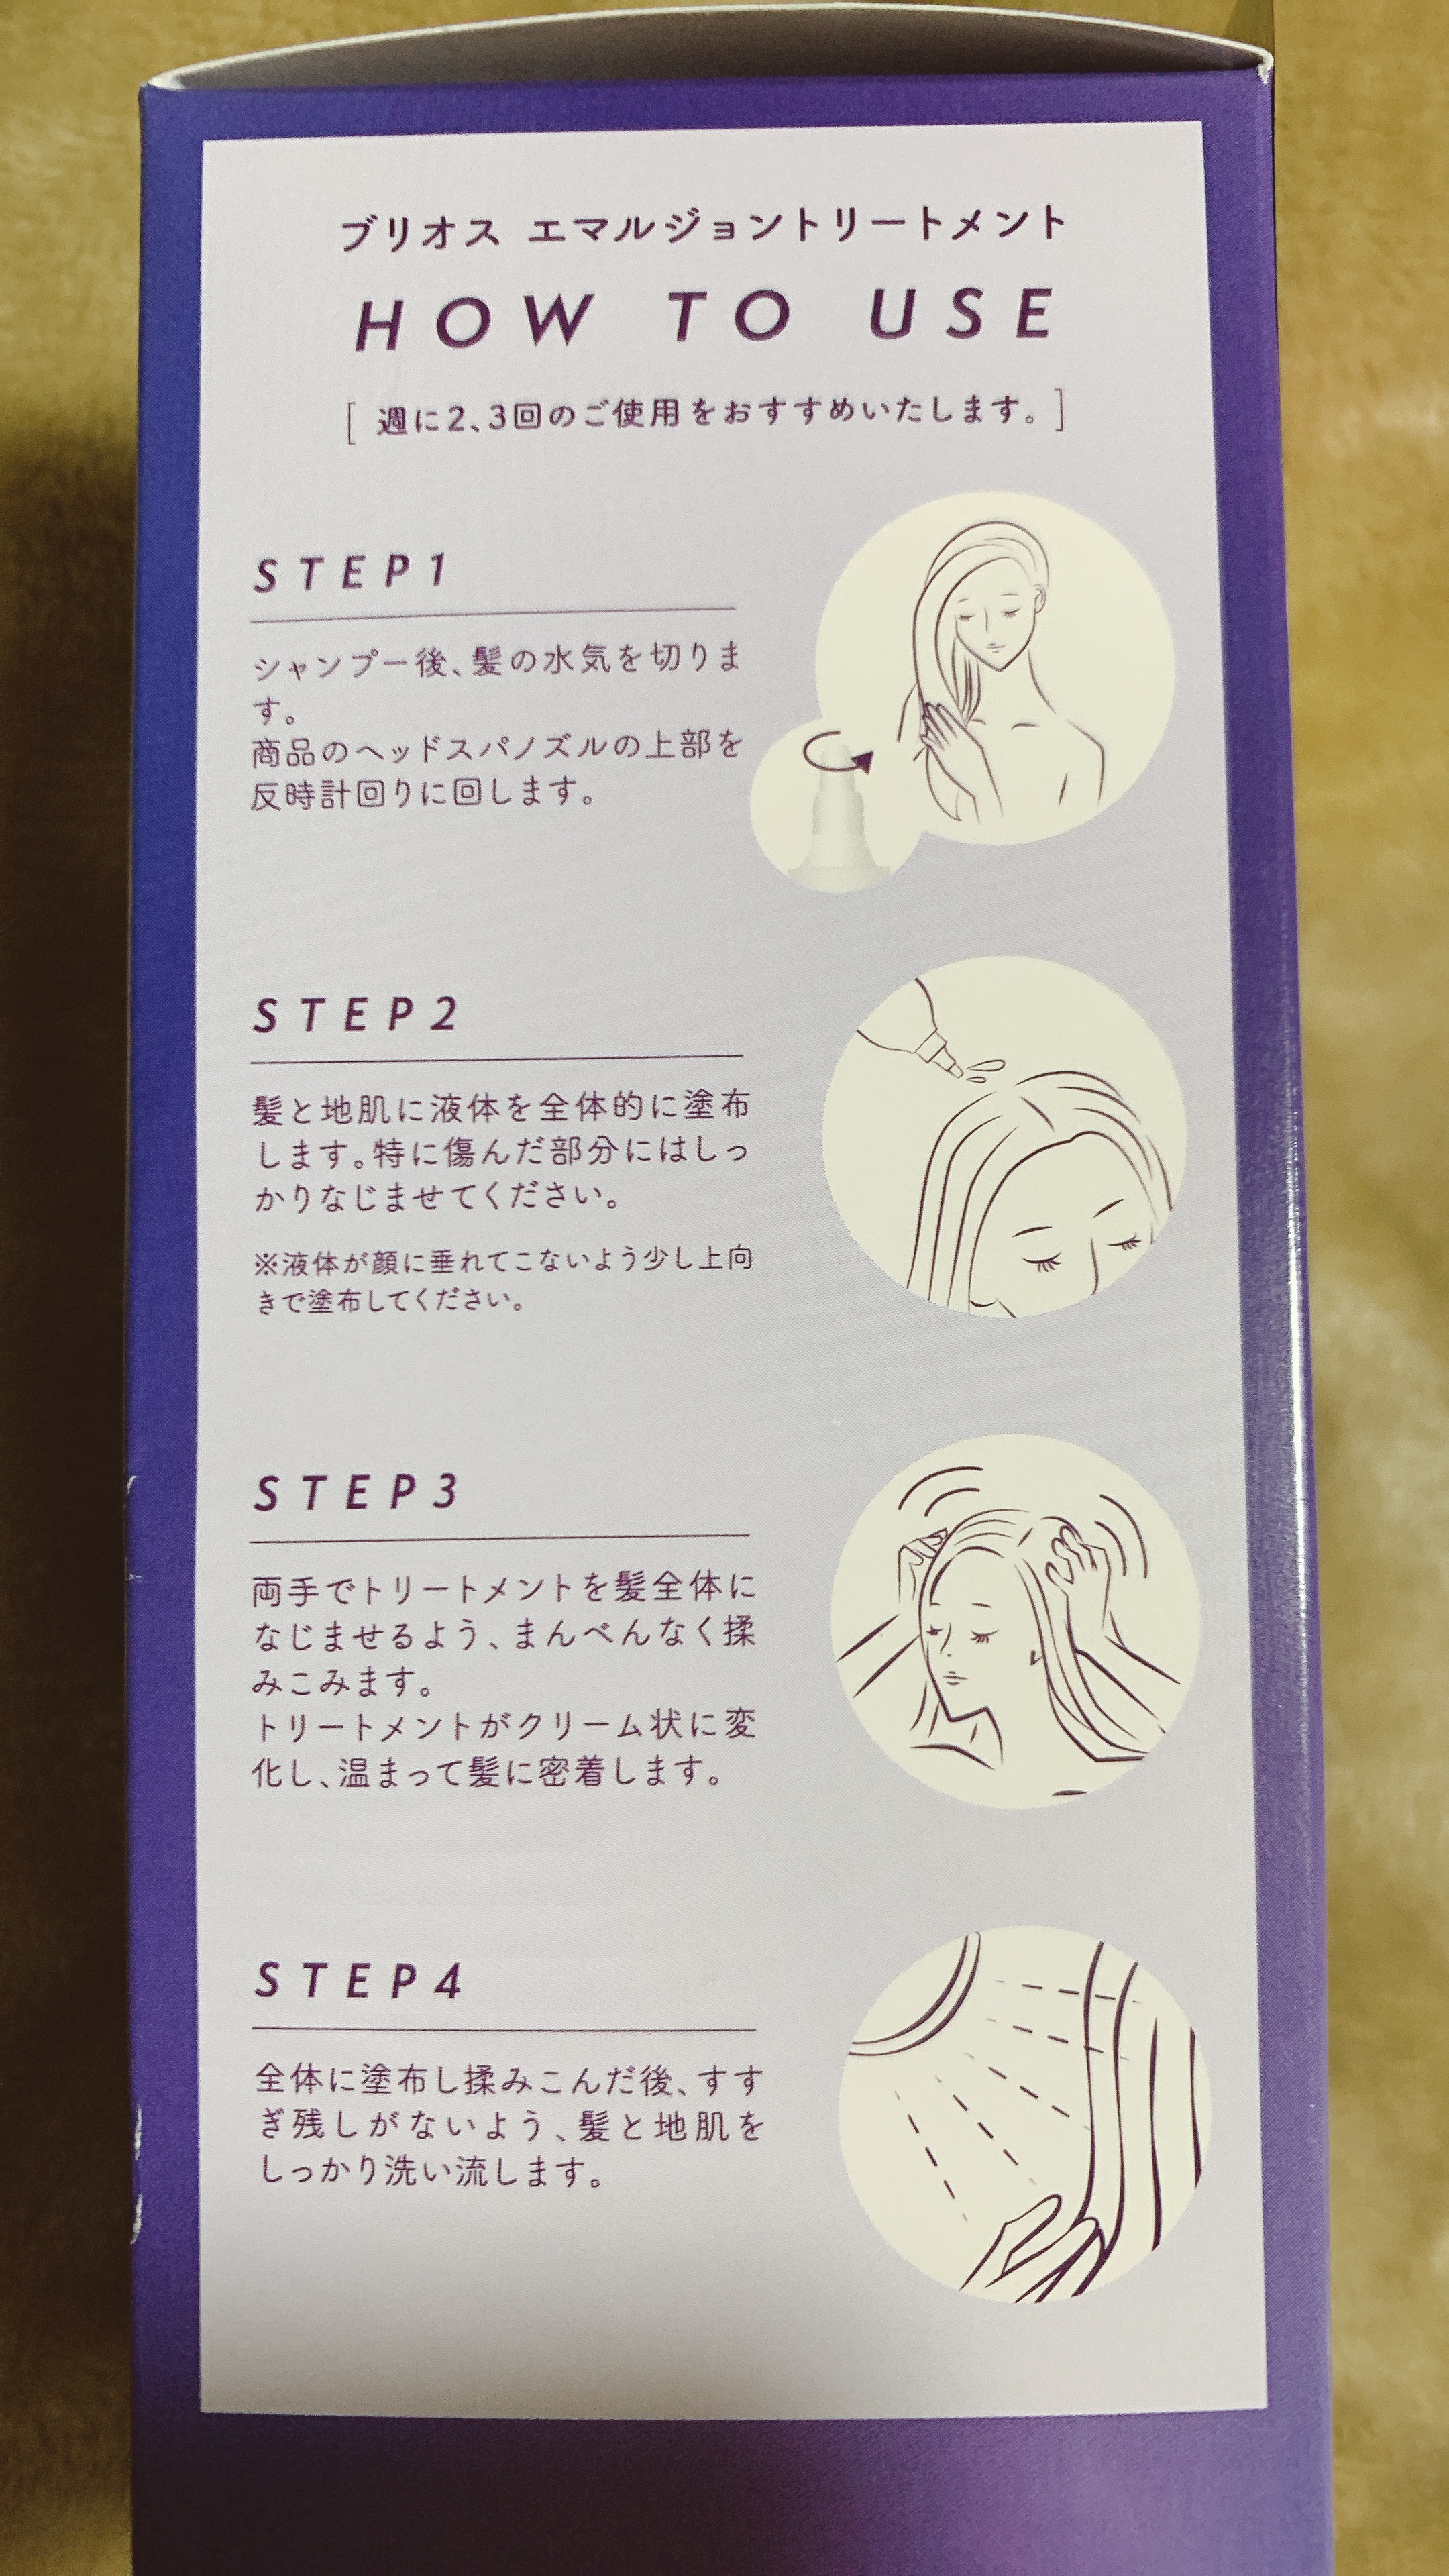 ブリオス エマルジョントリートメント
HOW TO USE
[ 週に2、3回のご使用をおすすめいたします。 ]
STEP1
シャンプー後、髪の水気を切りま
す。
商品のヘッドスパノズルの上部を
反時計回りに回します。
STEP2
髪と地肌に液体を全体的に塗布
します。特に傷んだ部分にはしっ
かりなじませてください。
※液体が顔に垂れてこないよう少し上向
きで塗布してください。
STEP3
両手でトリートメントを髪全体に
なじませるよう、まんべんなく揉
みこみます。
トリートメントがクリーム状に変
化し、温まって髪に密着します。
STEP4
全体に塗布し揉みこんだ後、すす
ぎ残しがないよう、髪と地肌を
しっかり洗い流します。